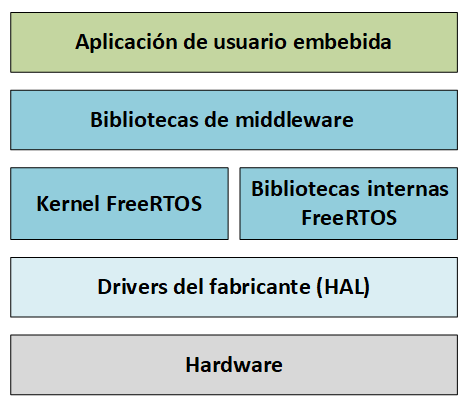 Aplicación de usuario embebida
Bibliotecas de middleware
Kernel FreeRTOS
Bibliotecas internas
FreeRTOS
Drivers del fabricante (HAL)
Hardware